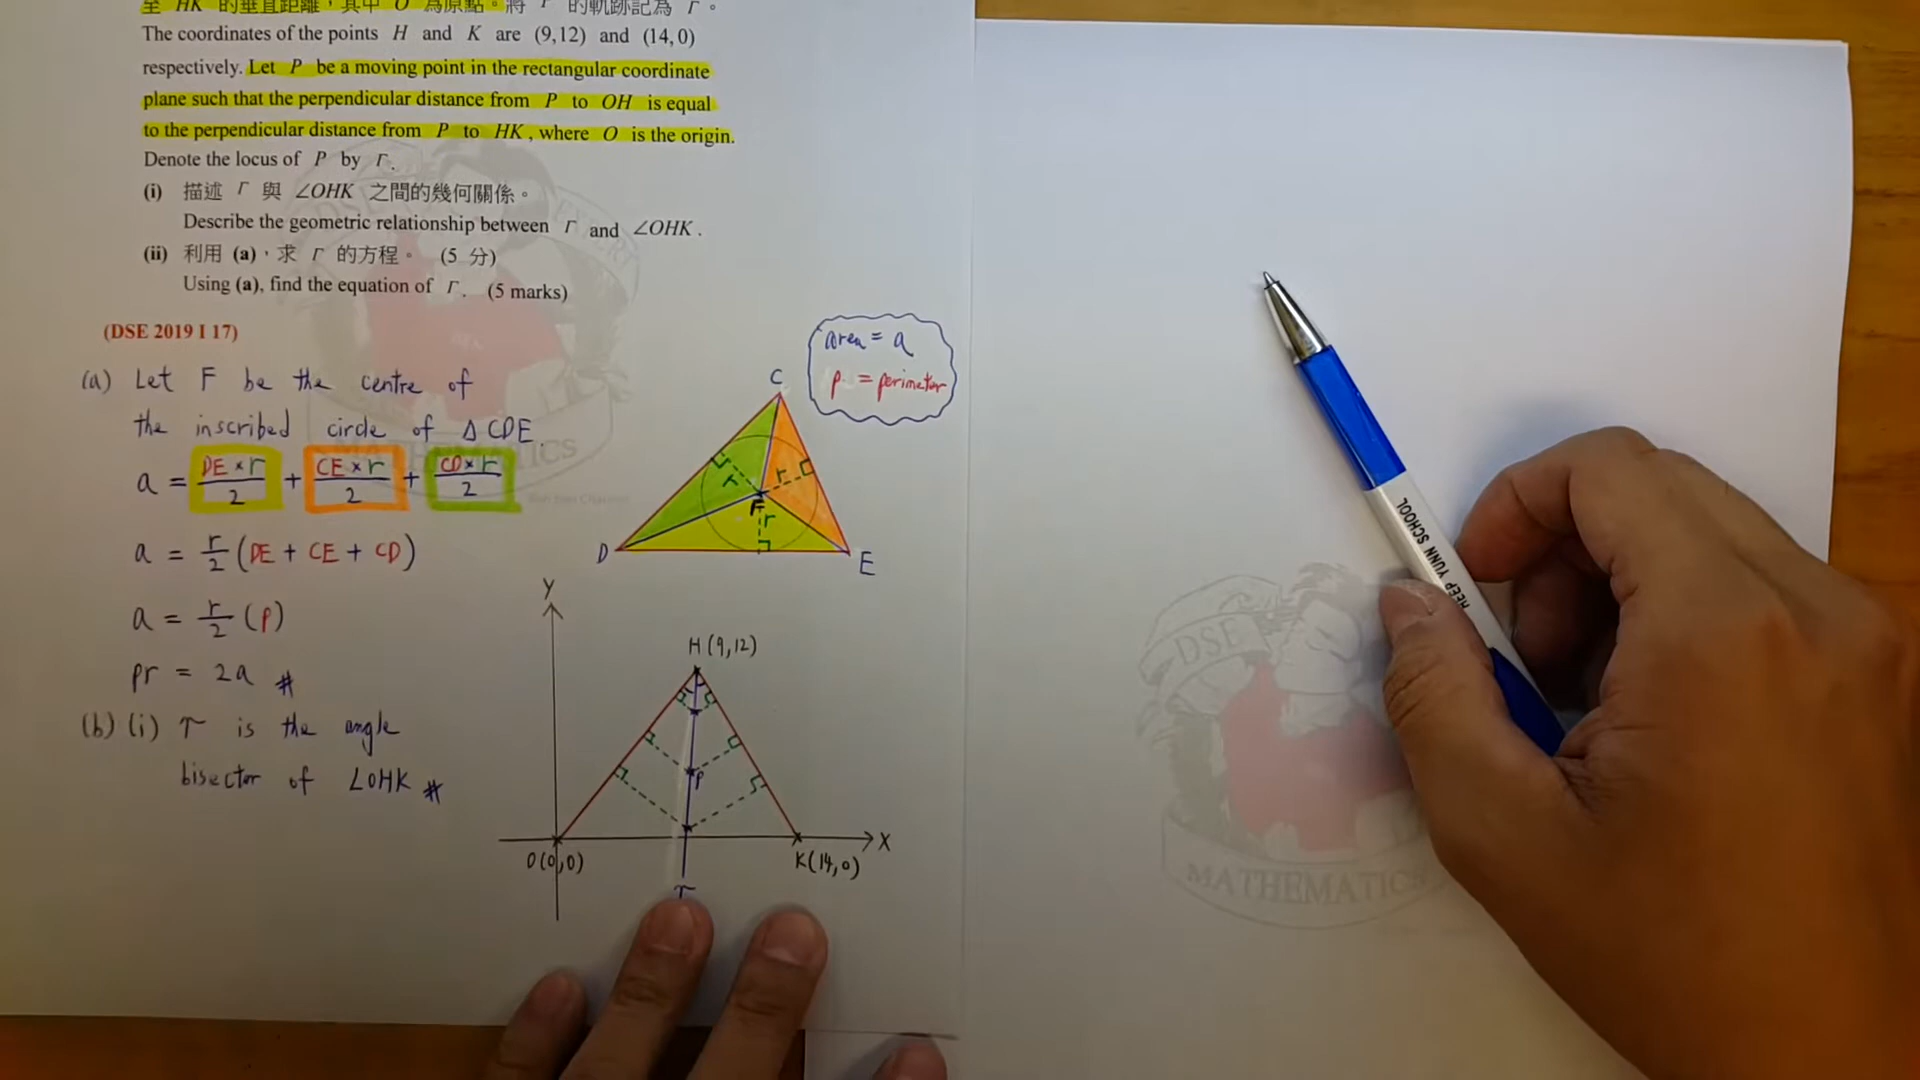 至 HK 的垂直距離,其中 O 為原點。將 P 的軌跡記為 Γ。
The coordinates of the points H and K are (9,12) and (14,0)
respectively. Let P be a moving point in the rectangular coordinate
plane such that the perpendicular distance from P to OH is equal
to the perpendicular distance from P to HK, where O is the origin.
Denote the locus of P by Γ.
(i) 描述 Γ 與 ∠OHK 之間的幾何關係。
Describe the geometric relationship between Γ and ∠OHK.
(ii) 利用 (a),求 Γ 的方程。 (5 分)
Using (a), find the equation of Γ. (5 marks)
(DSE 2019 I 17)
(a) Let F be the centre of
the inscribed circle of Δ CDE.
a = DE × r / 2 + CE × r / 2 + CD × r / 2
a = r/2 (DE + CE + CD)
a = r/2 (p)
pr = 2a #
(b) (i) Γ is the angle
bisector of ∠OHK #
area = a
p = perimeter
C
r
r
F
r
D
E
Y
H (9,12)
P
X
O(0,0)
K(14,0)
Γ
KEEP YUNN SCHOOL
DSE
MATHEMATICS